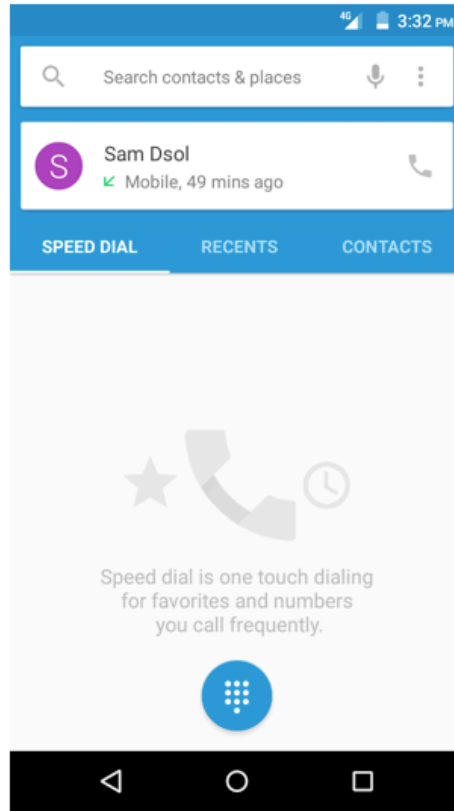 4G 3:32 PM
Search contacts & places
S
Sam Dsol
Mobile, 49 mins ago
SPEED DIAL RECENTS CONTACTS
Speed dial is one touch dialing
for favorites and numbers
you call frequently.